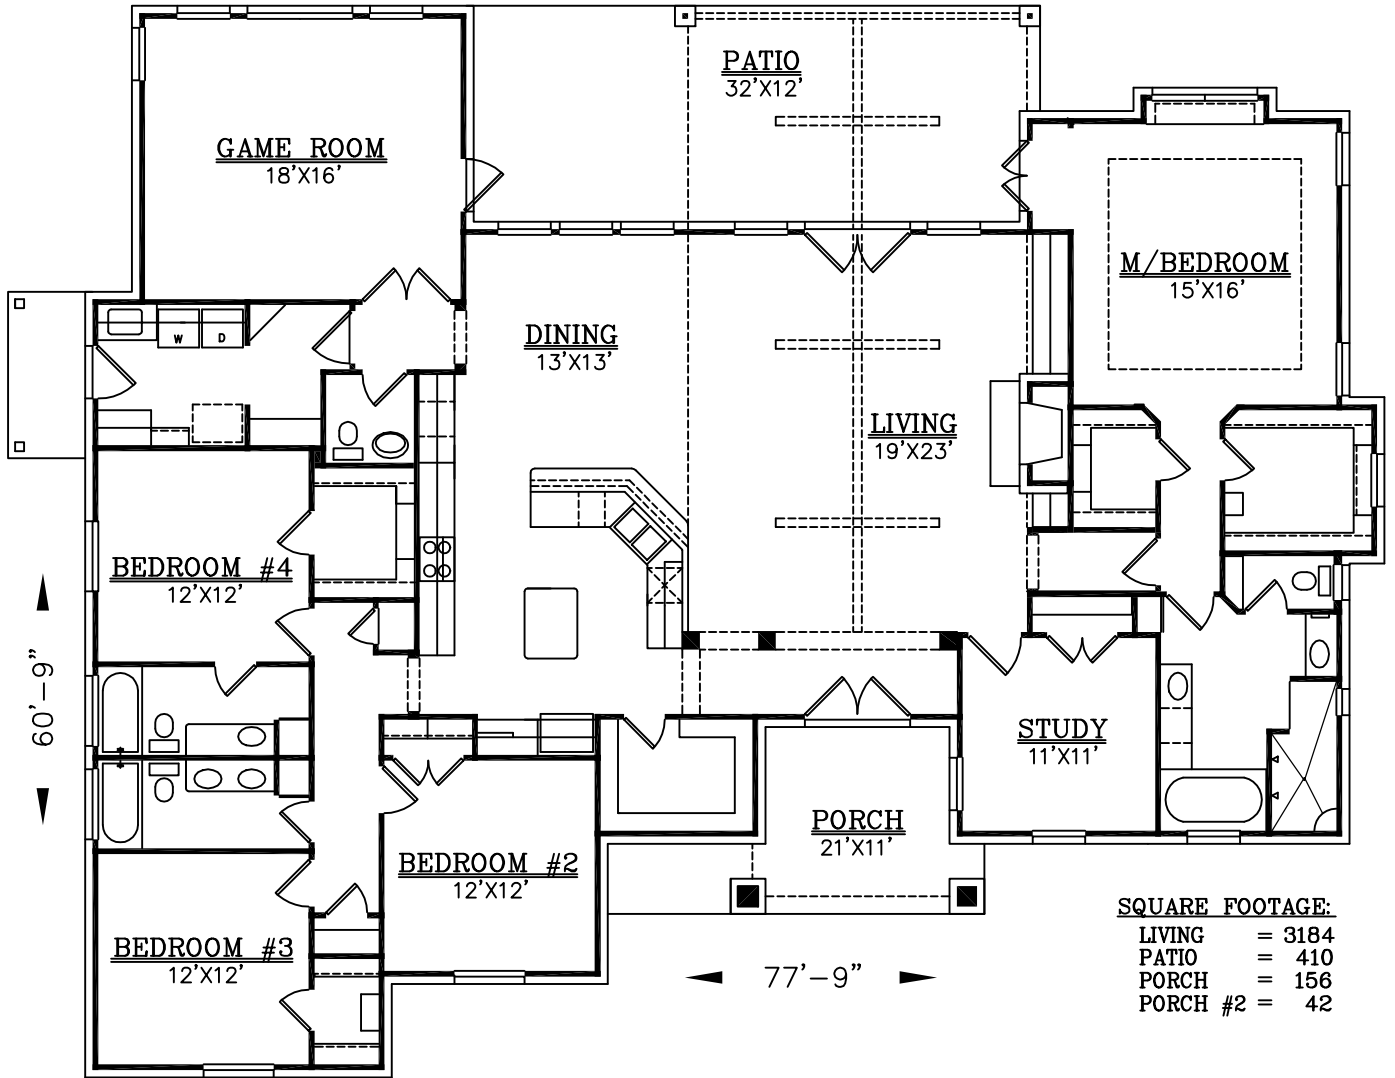 PATIO
32'X12'
GAME ROOM
18'X16'
M/BEDROOM
15'X16'
W
D
DINING
13'X13'
LIVING
19'X23'
BEDROOM #4
12'X12'
60'-9"
STUDY
11'X11'
PORCH
21'X11'
BEDROOM #2
12'X12'
BEDROOM #3
12'X12'
77'-9"
SQUARE FOOTAGE:
LIVING = 3184
PATIO = 410
PORCH = 156
PORCH #2 = 42